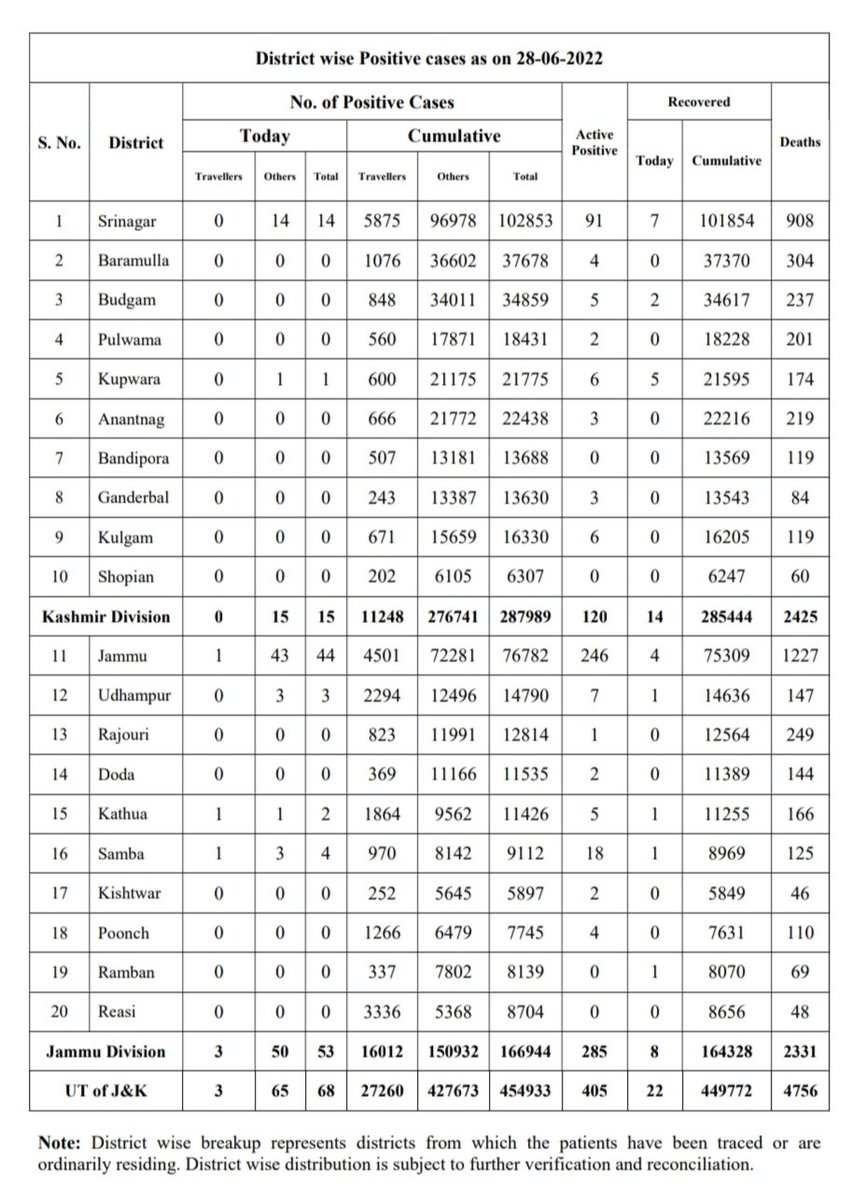 District wise Positive cases as on 28-06-2022
S. No. District No. of Positive Cases Active Positive Recovered Deaths
Today Cumulative Today Cumulative
Travellers Others Total Travellers Others Total
1 Srinagar 0 14 14 5875 96978 102853 91 7 101854 908
2 Baramulla 0 0 0 1076 36602 37678 4 0 37370 304
3 Budgam 0 0 0 848 34011 34859 5 2 34617 237
4 Pulwama 0 0 0 560 17871 18431 2 0 18228 201
5 Kupwara 0 1 1 600 21175 21775 6 5 21595 174
6 Anantnag 0 0 0 666 21772 22438 3 0 22216 219
7 Bandipora 0 0 0 507 13181 13688 0 0 13569 119
8 Ganderbal 0 0 0 243 13387 13630 3 0 13543 84
9 Kulgam 0 0 0 671 15659 16330 6 0 16205 119
10 Shopian 0 0 0 202 6105 6307 0 0 6247 60
Kashmir Division 0 15 15 11248 276741 287989 120 14 285444 2425
11 Jammu 1 43 44 4501 72281 76782 246 4 75309 1227
12 Udhampur 0 3 3 2294 12496 14790 7 1 14636 147
13 Rajouri 0 0 0 823 11991 12814 1 0 12564 249
14 Doda 0 0 0 369 11166 11535 2 0 11389 144
15 Kathua 1 1 2 1864 9562 11426 5 1 11255 166
16 Samba 1 3 4 970 8142 9112 18 1 8969 125
17 Kishtwar 0 0 0 252 5645 5897 2 0 5849 46
18 Poonch 0 0 0 1266 6479 7745 4 0 7631 110
19 Ramban 0 0 0 337 7802 8139 0 1 8070 69
20 Reasi 0 0 0 3336 5368 8704 0 0 8656 48
Jammu Division 3 50 53 16012 150932 166944 285 8 164328 2331
UT of J&K 3 65 68 27260 427673 454933 405 22 449772 4756
Note: District wise breakup represents districts from which the patients have been traced or are
ordinarily residing. District wise distribution is subject to further verification and reconciliation.